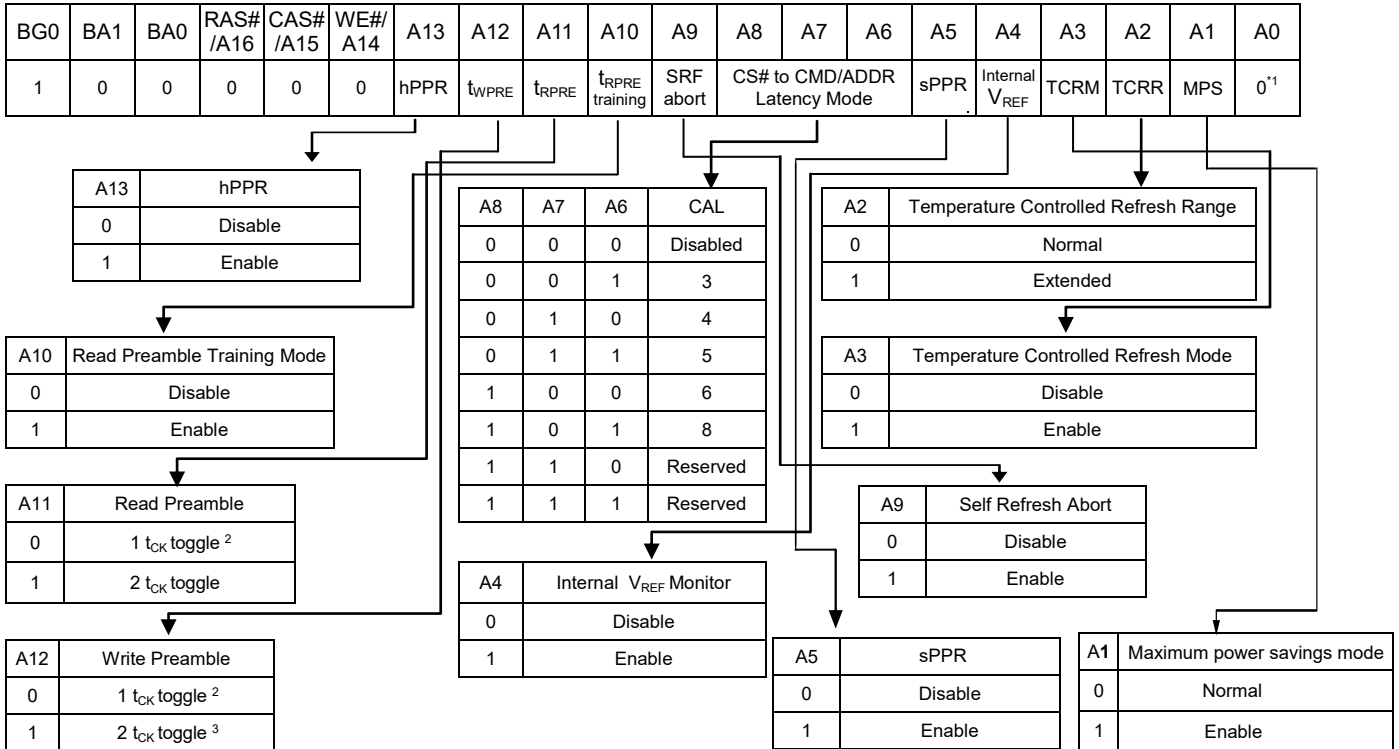 BG0 BA1 BA0 RAS#/A16 CAS#/A15 WE#/A14 A13 A12 A11 A10 A9 A8 A7 A6 A5 A4 A3 A2 A1 A0
1 0 0 0 0 0 hPPR tWPRE tRPRE tRPRE training SRF abort CS# to CMD/ADDR Latency Mode sPPR. Internal VREF TCRM TCRR MPS 0*1
A13 hPPR
0 Disable
1 Enable
A8 A7 A6 CAL
0 0 0 Disabled
0 0 1 3
0 1 0 4
0 1 1 5
1 0 0 6
1 0 1 8
1 1 0 Reserved
1 1 1 Reserved
A2 Temperature Controlled Refresh Range
0 Normal
1 Extended
A10 Read Preamble Training Mode
0 Disable
1 Enable
A3 Temperature Controlled Refresh Mode
0 Disable
1 Enable
A11 Read Preamble
0 1 tCK toggle 2
1 2 tCK toggle
A9 Self Refresh Abort
0 Disable
1 Enable
A4 Internal VREF Monitor
0 Disable
1 Enable
A12 Write Preamble
0 1 tCK toggle 2
1 2 tCK toggle 3
A5 sPPR
0 Disable
1 Enable
A1 Maximum power savings mode
0 Normal
1 Enable